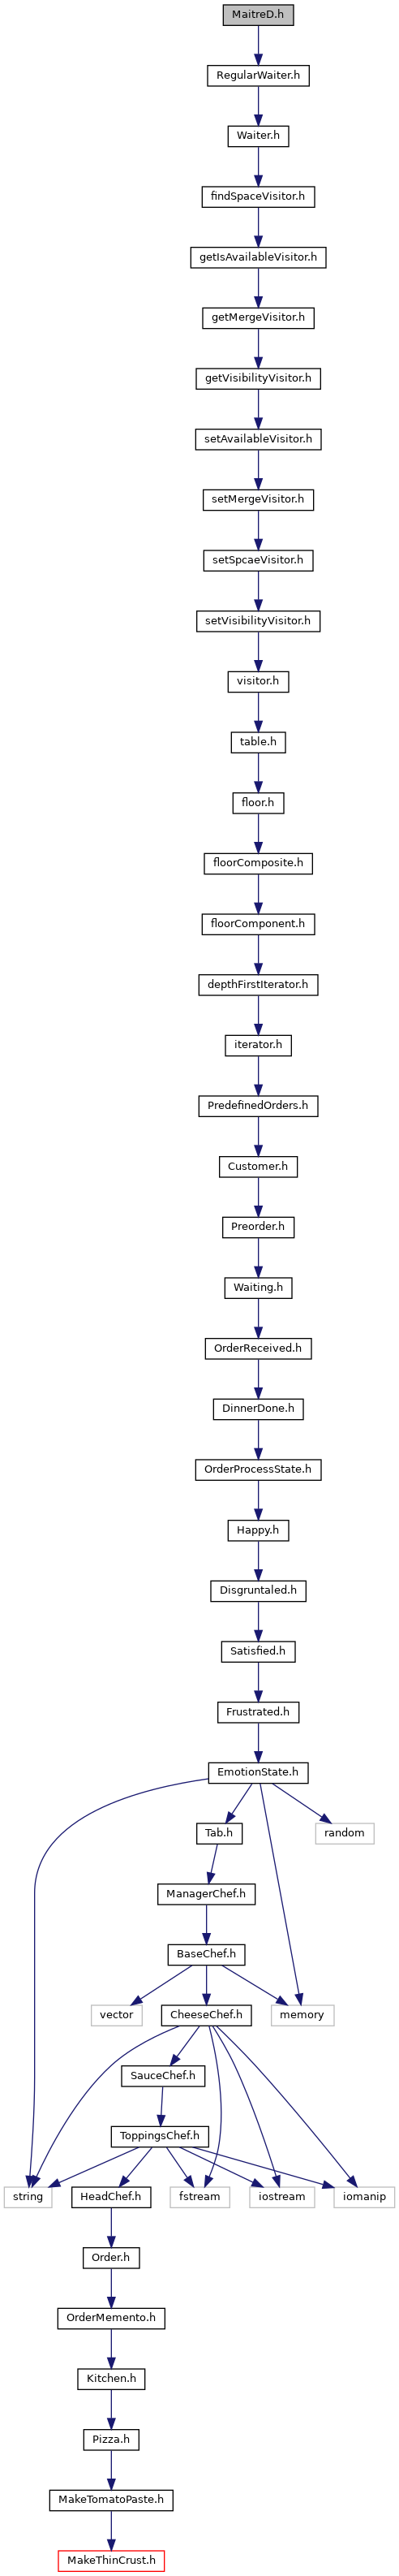 MaitreD.h
RegularWaiter.h
Waiter.h
findSpaceVisitor.h
getIsAvailableVisitor.h
getMergeVisitor.h
getVisibilityVisitor.h
setAvailableVisitor.h
setMergeVisitor.h
setSpcaeVisitor.h
setVisibilityVisitor.h
visitor.h
table.h
floor.h
floorComposite.h
floorComponent.h
depthFirstIterator.h
iterator.h
PredefinedOrders.h
Customer.h
Preorder.h
Waiting.h
OrderReceived.h
DinnerDone.h
OrderProcessState.h
Happy.h
Disgruntaled.h
Satisfied.h
Frustrated.h
EmotionState.h
Tab.h random
ManagerChef.h
BaseChef.h
vector CheeseChef.h memory
SauceChef.h
ToppingsChef.h
string HeadChef.h fstream iostream iomanip
Order.h
OrderMemento.h
Kitchen.h
Pizza.h
MakeTomatoPaste.h
MakeThinCrust.h